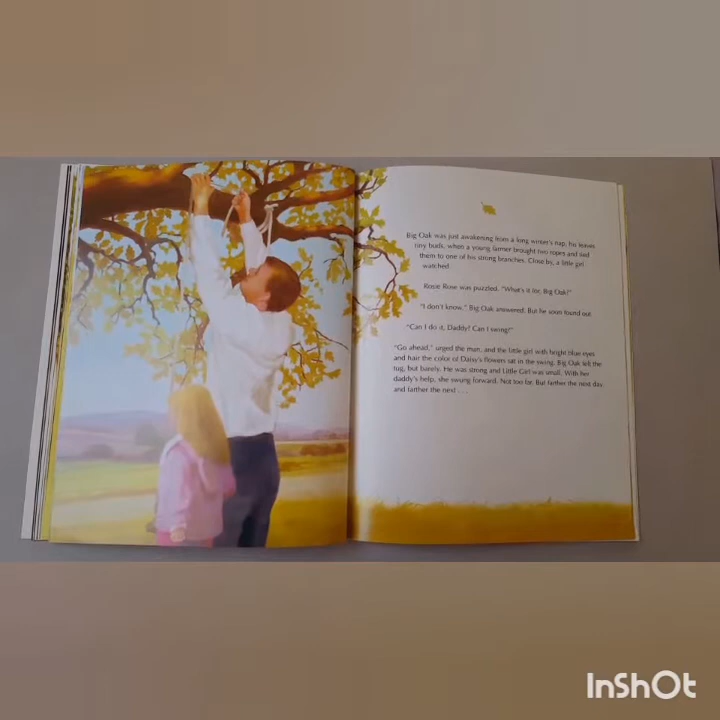 Big Oak was just awakening from a long winter's nap, his leaves
tiny buds, when a young farmer brought two ropes and tied
them to one of his strong branches. Close by, a little girl
watched.
Rosie Rose was puzzled. "What's it for, Big Oak?"
"I don't know," Big Oak answered. But he soon found out.
"Can I do it, Daddy? Can I swing?"
"Go ahead," urged the man, and the little girl with bright blue eyes
and hair the color of Daisy's flowers sat in the swing. Big Oak felt the
tug, but barely. He was strong and Little Girl was small. With her
daddy's help, she swung forward. Not too far. But farther the next day
and farther the next . . .
InShOt